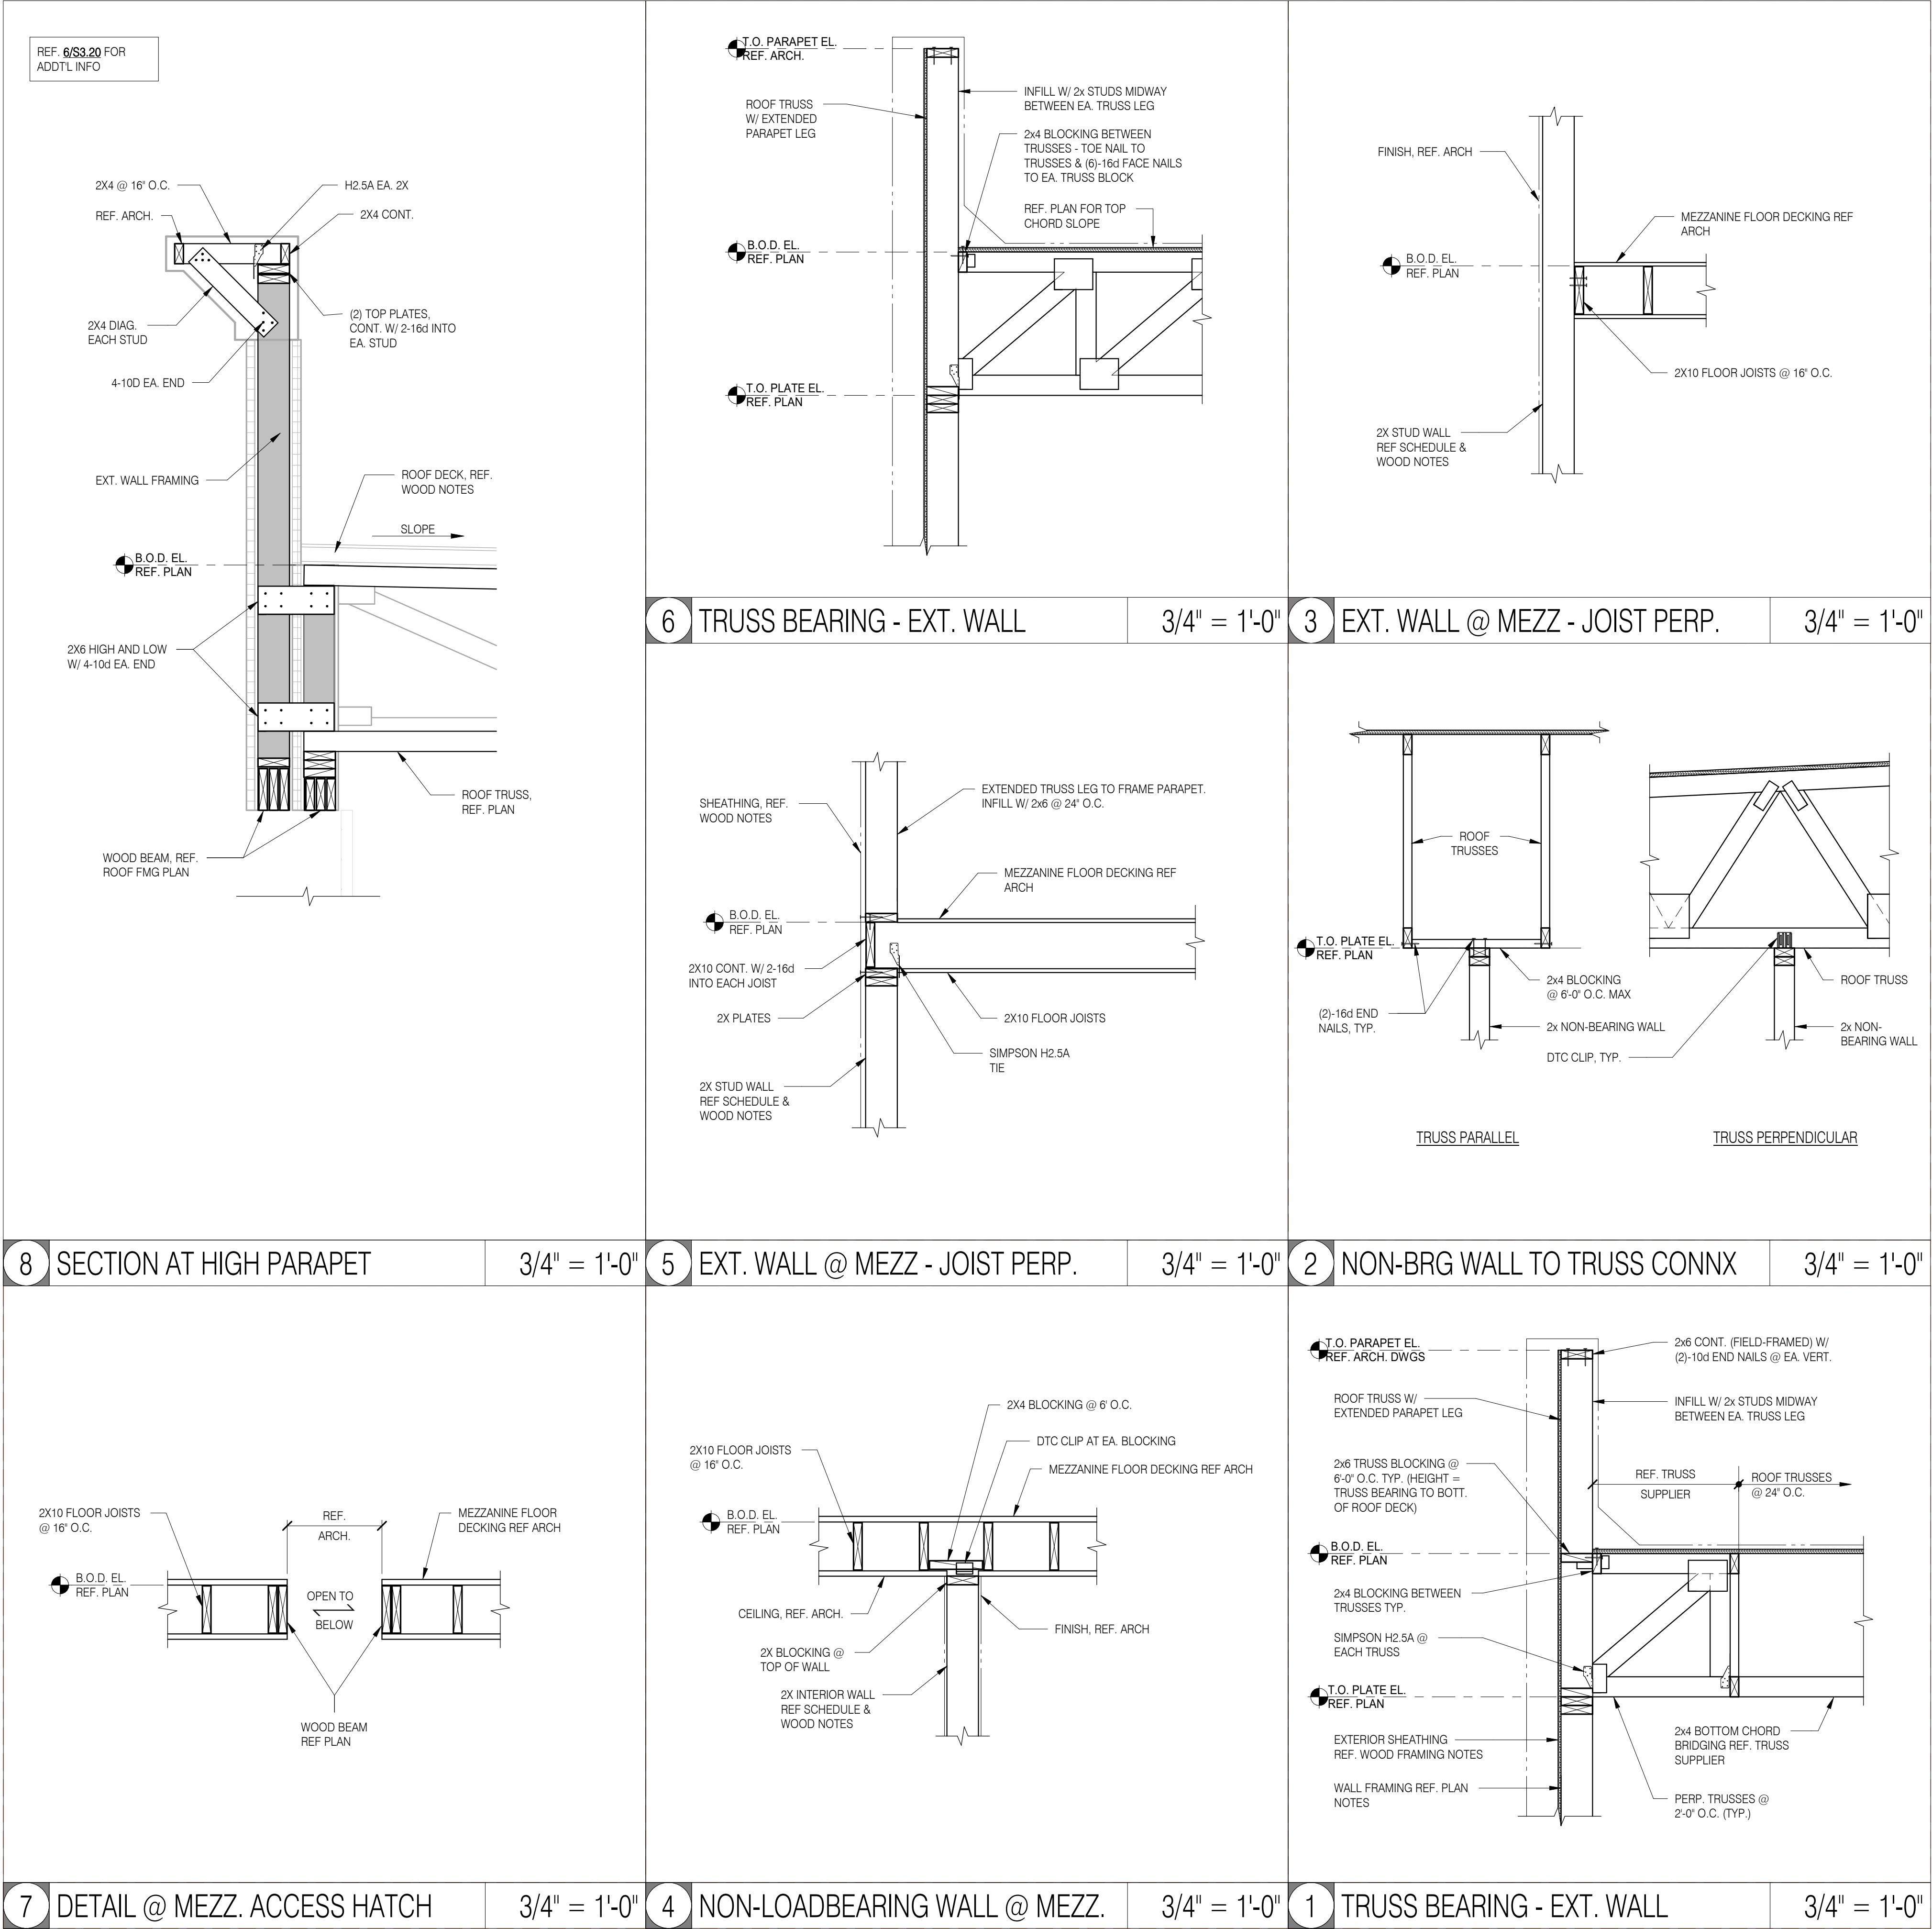 REF. 6/S3.20 FOR
ADDT'L INFO
2X4 @ 16" O.C.
H2.5A EA. 2X
REF. ARCH.
2X4 CONT.
2X4 DIAG.
EACH STUD
(2) TOP PLATES,
CONT. W/ 2-16d INTO
EA. STUD
4-10D EA. END
EXT. WALL FRAMING
ROOF DECK, REF.
WOOD NOTES
SLOPE
B.O.D. EL.
REF. PLAN
2X6 HIGH AND LOW
W/ 4-10d EA. END
ROOF TRUSS,
REF. PLAN
WOOD BEAM, REF.
ROOF FMG PLAN
8 SECTION AT HIGH PARAPET 3/4" = 1'-0"
T.O. PARAPET EL.
REF. ARCH.
ROOF TRUSS
W/ EXTENDED
PARAPET LEG
INFILL W/ 2x STUDS MIDWAY
BETWEEN EA. TRUSS LEG
2x4 BLOCKING BETWEEN
TRUSSES - TOE NAIL TO
TRUSSES & (6)-16d FACE NAILS
TO EA. TRUSS BLOCK
REF. PLAN FOR TOP
CHORD SLOPE
B.O.D. EL.
REF. PLAN
T.O. PLATE EL.
REF. PLAN
6 TRUSS BEARING - EXT. WALL 3/4" = 1'-0"
FINISH, REF. ARCH
MEZZANINE FLOOR DECKING REF
ARCH
B.O.D. EL.
REF. PLAN
2X10 FLOOR JOISTS @ 16" O.C.
2X STUD WALL
REF SCHEDULE &
WOOD NOTES
3 EXT. WALL @ MEZZ - JOIST PERP. 3/4" = 1'-0"
SHEATHING, REF.
WOOD NOTES
EXTENDED TRUSS LEG TO FRAME PARAPET.
INFILL W/ 2x6 @ 24" O.C.
MEZZANINE FLOOR DECKING REF
ARCH
B.O.D. EL.
REF. PLAN
2X10 CONT. W/ 2-16d
INTO EACH JOIST
2X PLATES
2X10 FLOOR JOISTS
SIMPSON H2.5A
TIE
2X STUD WALL
REF SCHEDULE &
WOOD NOTES
5 EXT. WALL @ MEZZ - JOIST PERP. 3/4" = 1'-0"
ROOF
TRUSSES
T.O. PLATE EL.
REF. PLAN
2x4 BLOCKING
@ 6'-0" O.C. MAX
(2)-16d END
NAILS, TYP.
2x NON-BEARING WALL
DTC CLIP, TYP.
ROOF TRUSS
2x NON-
BEARING WALL
TRUSS PARALLEL
TRUSS PERPENDICULAR
2 NON-BRG WALL TO TRUSS CONNX 3/4" = 1'-0"
2X10 FLOOR JOISTS
@ 16" O.C.
REF.
ARCH.
MEZZANINE FLOOR
DECKING REF ARCH
B.O.D. EL.
REF. PLAN
OPEN TO
BELOW
WOOD BEAM
REF PLAN
7 DETAIL @ MEZZ. ACCESS HATCH 3/4" = 1'-0"
2X4 BLOCKING @ 6' O.C.
DTC CLIP AT EA. BLOCKING
2X10 FLOOR JOISTS
@ 16" O.C.
MEZZANINE FLOOR DECKING REF ARCH
B.O.D. EL.
REF. PLAN
CEILING, REF. ARCH.
FINISH, REF. ARCH
2X BLOCKING @
TOP OF WALL
2X INTERIOR WALL
REF SCHEDULE &
WOOD NOTES
4 NON-LOADBEARING WALL @ MEZZ. 3/4" = 1'-0"
T.O. PARAPET EL.
REF. ARCH. DWGS
2x6 CONT. (FIELD-FRAMED) W/
(2)-10d END NAILS @ EA. VERT.
ROOF TRUSS W/
EXTENDED PARAPET LEG
INFILL W/ 2x STUDS MIDWAY
BETWEEN EA. TRUSS LEG
2x6 TRUSS BLOCKING @
6'-0" O.C. TYP. (HEIGHT =
TRUSS BEARING TO BOTT.
OF ROOF DECK)
REF. TRUSS
SUPPLIER
ROOF TRUSSES
@ 24" O.C.
B.O.D. EL.
REF. PLAN
2x4 BLOCKING BETWEEN
TRUSSES TYP.
SIMPSON H2.5A @
EACH TRUSS
T.O. PLATE EL.
REF. PLAN
EXTERIOR SHEATHING
REF. WOOD FRAMING NOTES
2x4 BOTTOM CHORD
BRIDGING REF. TRUSS
SUPPLIER
WALL FRAMING REF. PLAN
NOTES
PERP. TRUSSES @
2'-0" O.C. (TYP.)
1 TRUSS BEARING - EXT. WALL 3/4" = 1'-0"